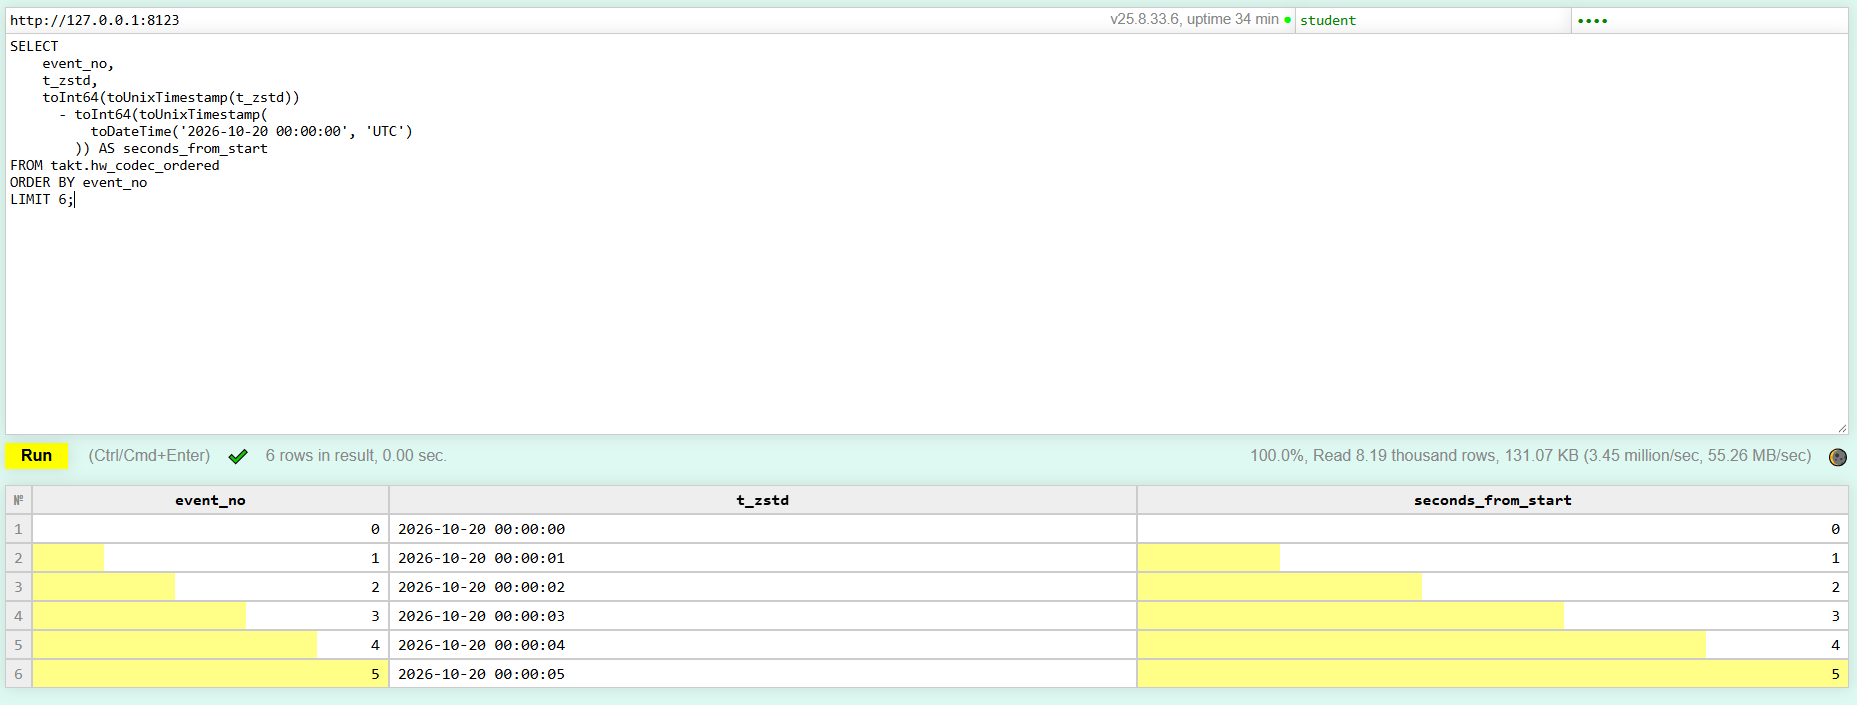 http://127.0.0.1:8123 v25.8.33.6, uptime 34 min student ••••
SELECT
    event_no,
    t_zstd,
    toInt64(toUnixTimestamp(t_zstd))
      - toInt64(toUnixTimestamp(
          toDateTime('2026-10-20 00:00:00', 'UTC')
        )) AS seconds_from_start
FROM takt.hw_codec_ordered
ORDER BY event_no
LIMIT 6;
Run (Ctrl/Cmd+Enter) ✔ 6 rows in result, 0.00 sec. 100.0%, Read 8.19 thousand rows, 131.07 KB (3.45 million/sec, 55.26 MB/sec)
№ event_no t_zstd seconds_from_start
1 0 2026-10-20 00:00:00 0
2 1 2026-10-20 00:00:01 1
3 2 2026-10-20 00:00:02 2
4 3 2026-10-20 00:00:03 3
5 4 2026-10-20 00:00:04 4
6 5 2026-10-20 00:00:05 5